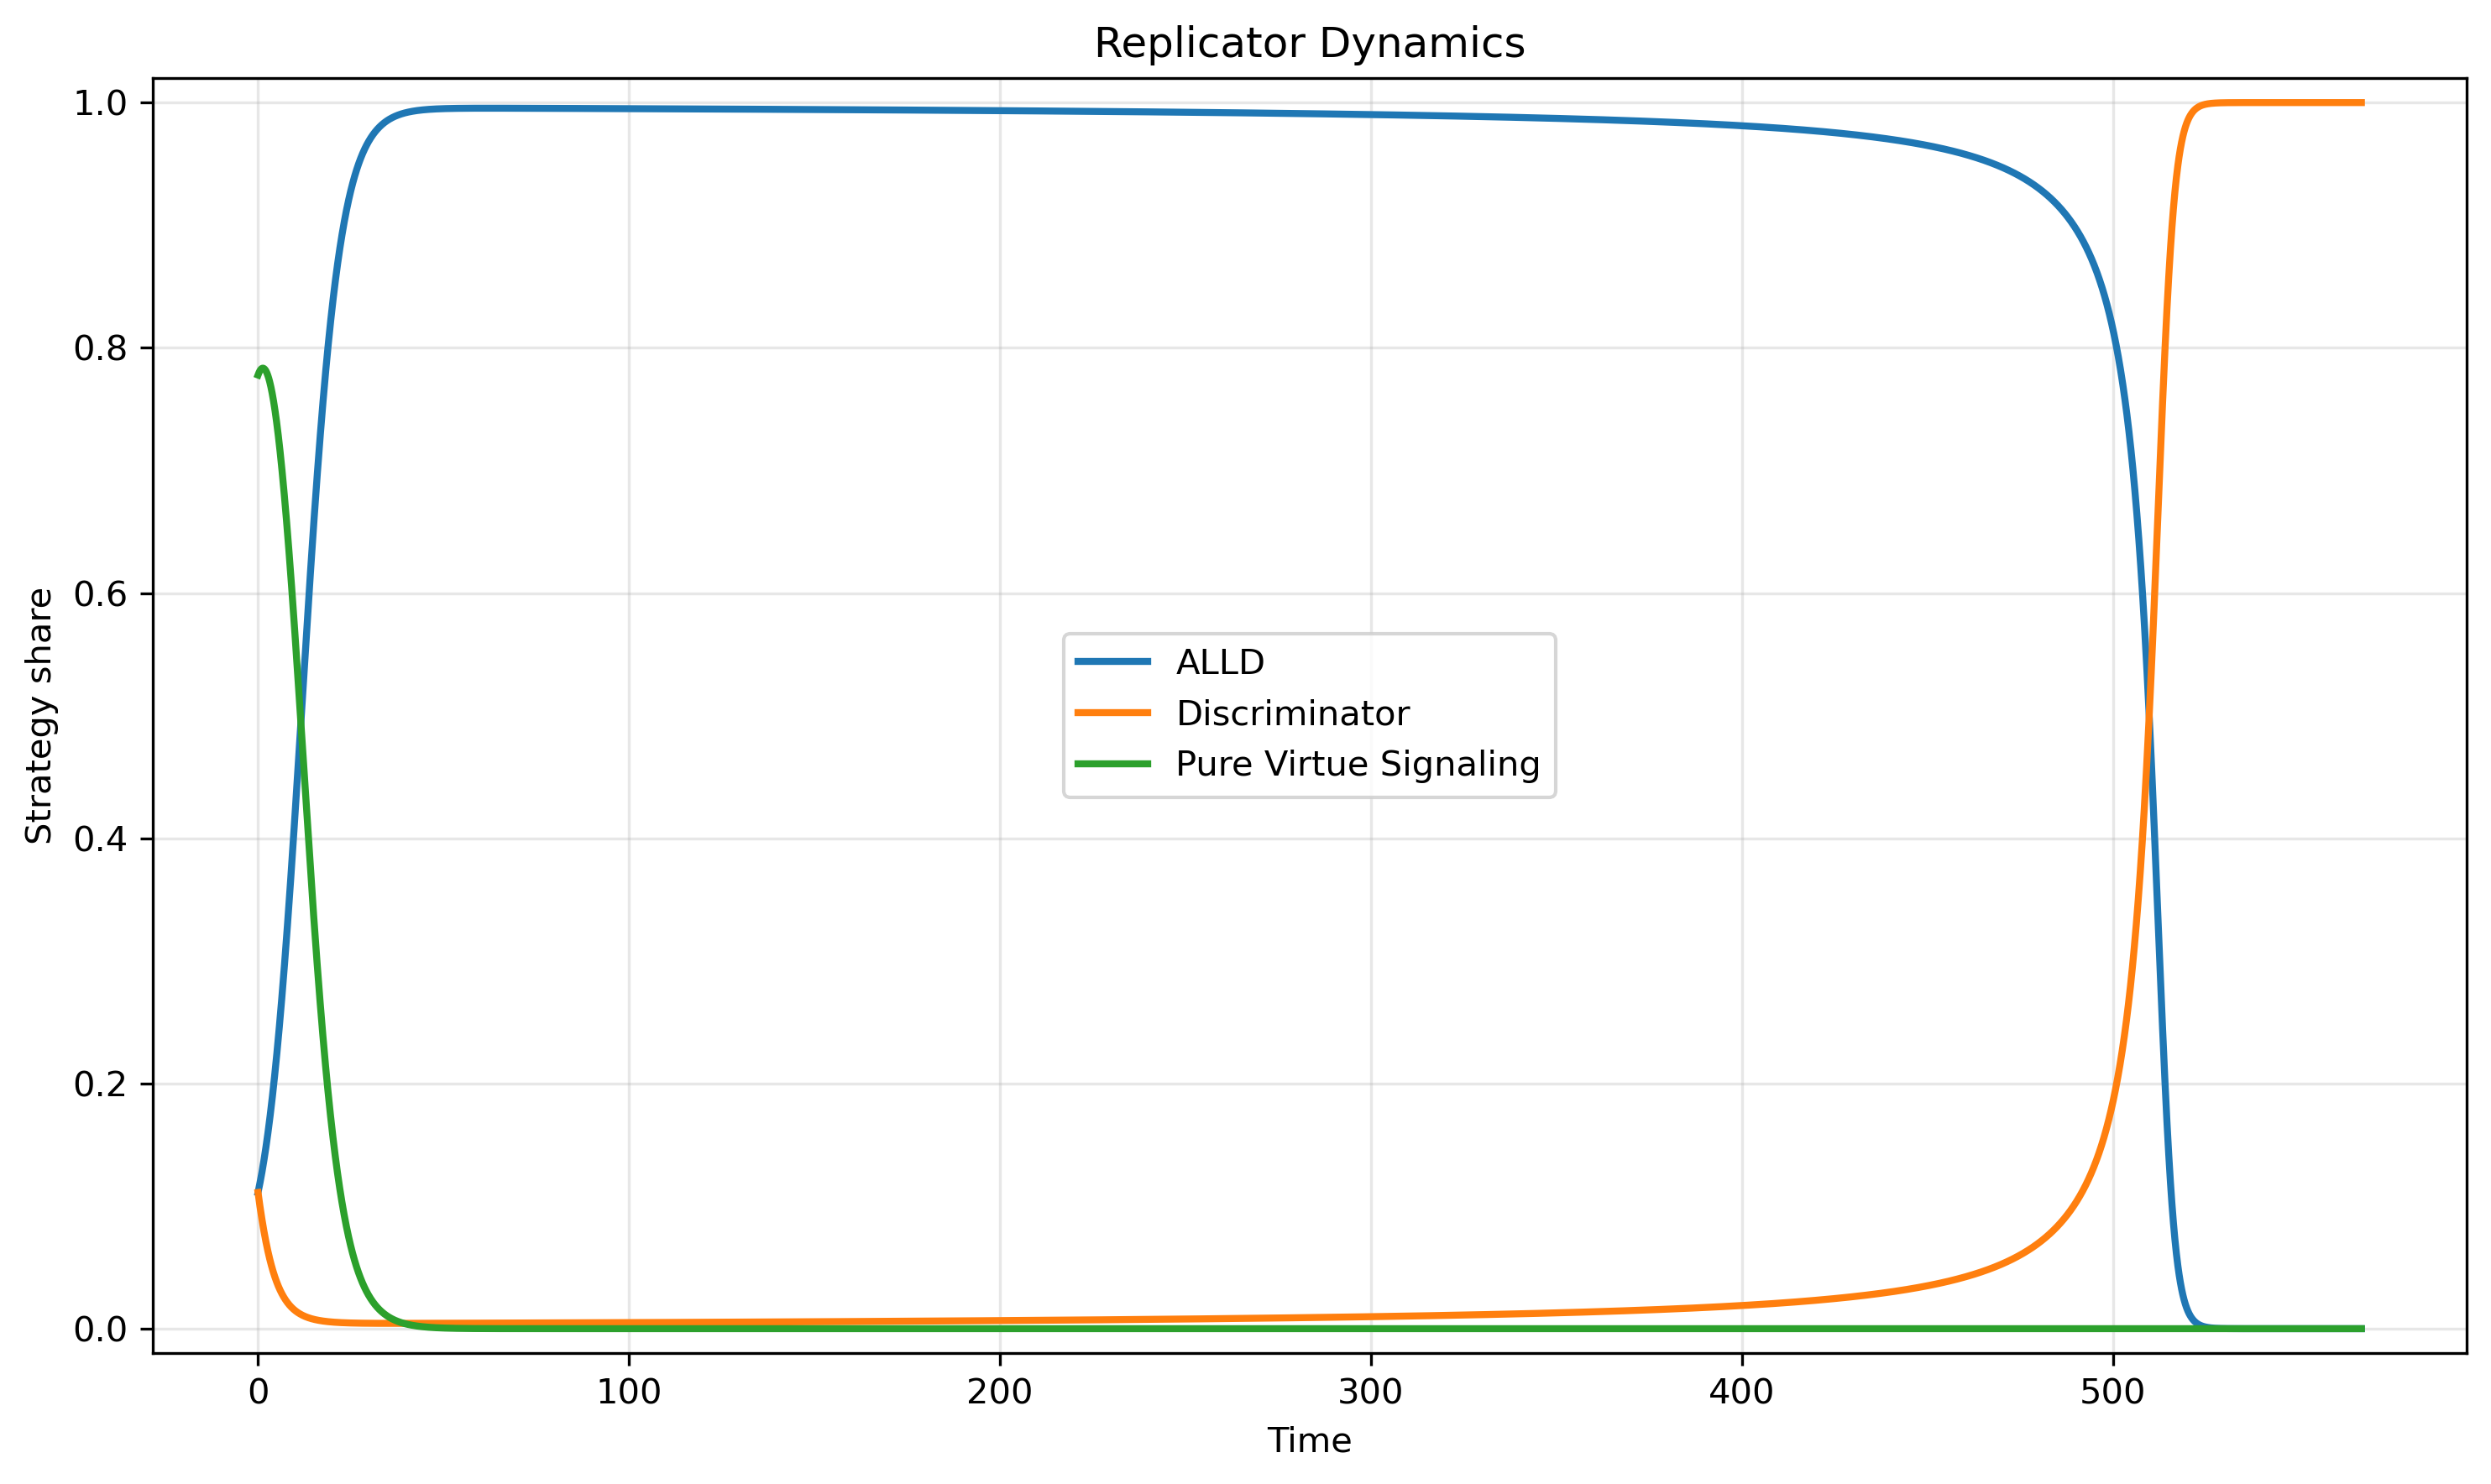 Replicator Dynamics
1.0
0.8
0.6
0.4
0.2
0.0
Strategy share
ALLD
Discriminator
Pure Virtue Signaling
0 100 200 300 400 500
Time